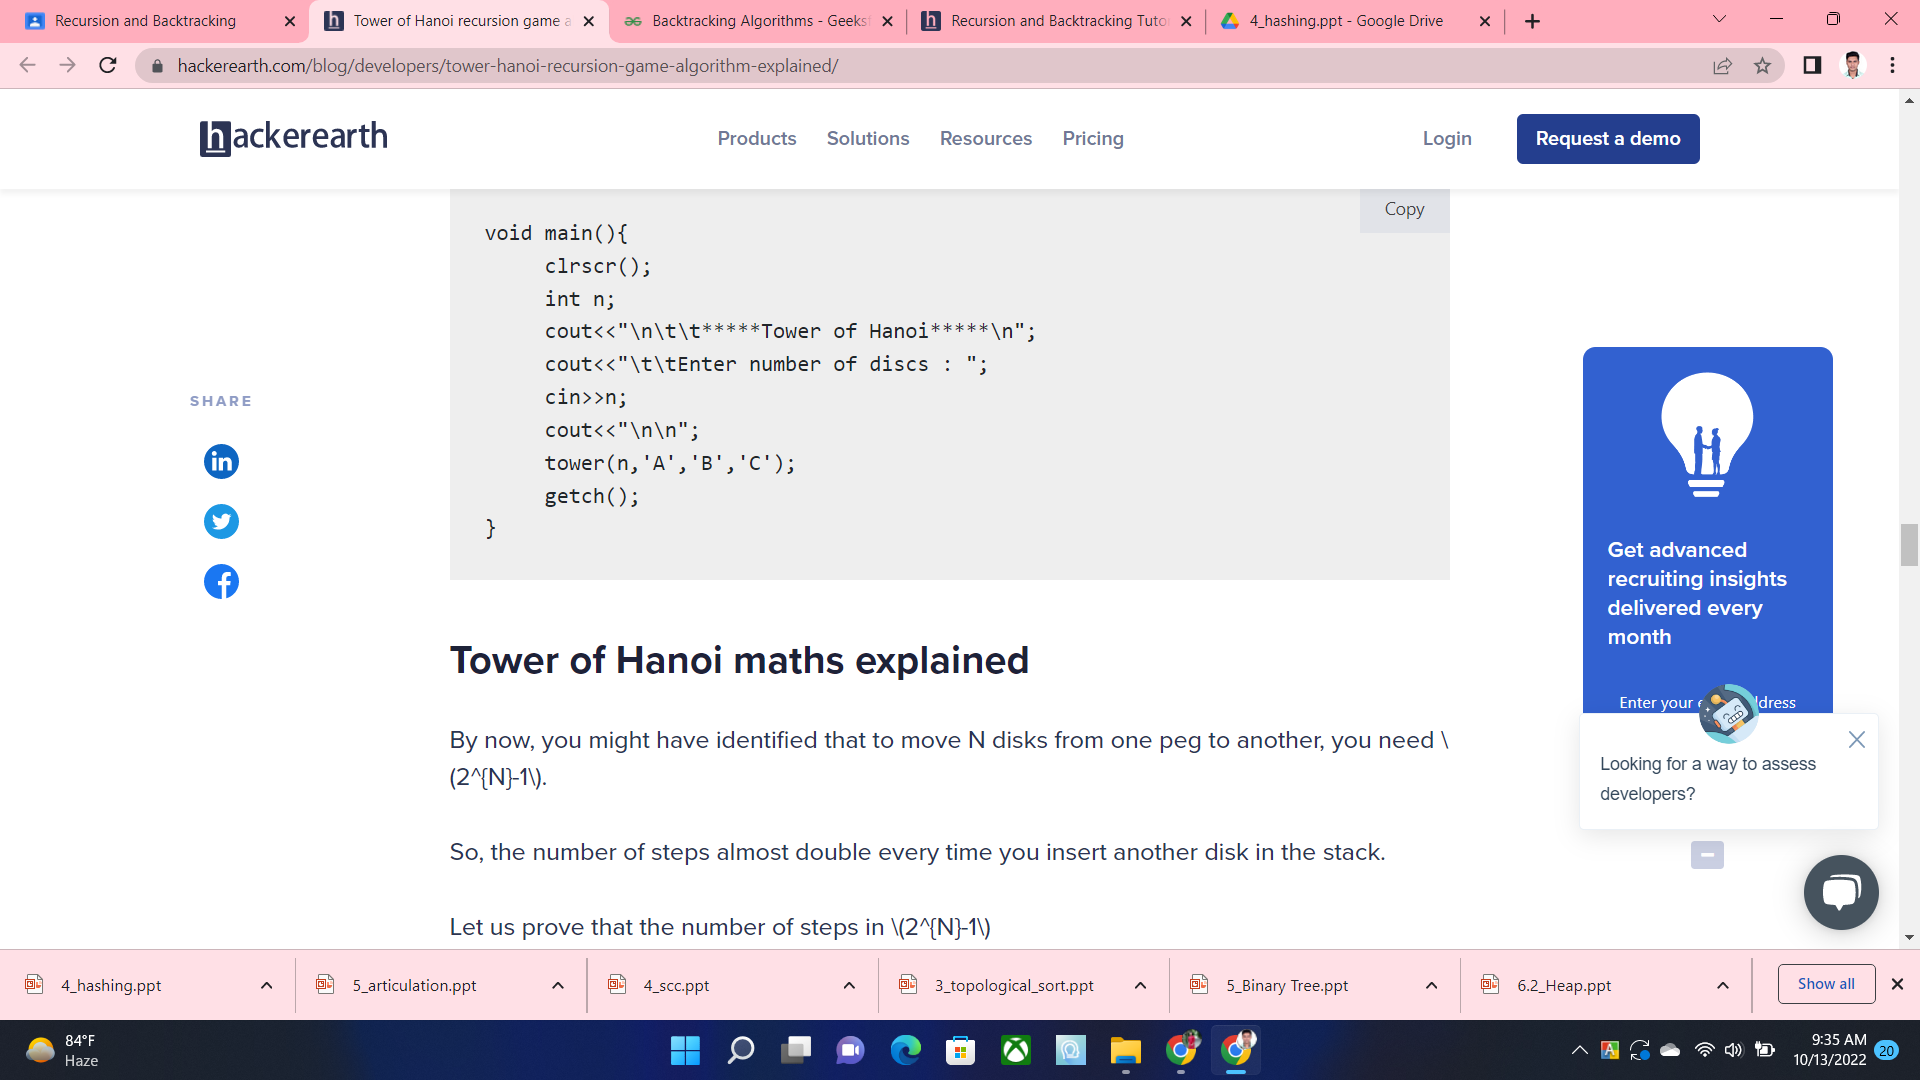 Recursion and Backtracking
Tower of Hanoi recursion game a
Backtracking Algorithms - Geeksf
Recursion and Backtracking Tuto
4_hashing.ppt - Google Drive
hackerearth.com/blog/developers/tower-hanoi-recursion-game-algorithm-explained/
hackerearth
Products Solutions Resources Pricing
Login
Request a demo
Copy
void main(){
clrscr();
int n;
cout<<"\n\t\t*****Tower of Hanoi*****\n";
cout<<"\t\tEnter number of discs : ";
cin>>n;
cout<<"\n\n";
tower(n,'A','B','C');
getch();
}
SHARE
Tower of Hanoi maths explained
By now, you might have identified that to move N disks from one peg to another, you need \
(2^{N}-1\).
So, the number of steps almost double every time you insert another disk in the stack.
Let us prove that the number of steps in \(2^{N}-1\)
Get advanced
recruiting insights
delivered every
month
Enter your e dress
Looking for a way to assess
developers?
4_hashing.ppt
5_articulation.ppt
4_scc.ppt
3_topological_sort.ppt
5_Binary Tree.ppt
6.2_Heap.ppt
Show all
84°F
Haze
9:35 AM
10/13/2022
20